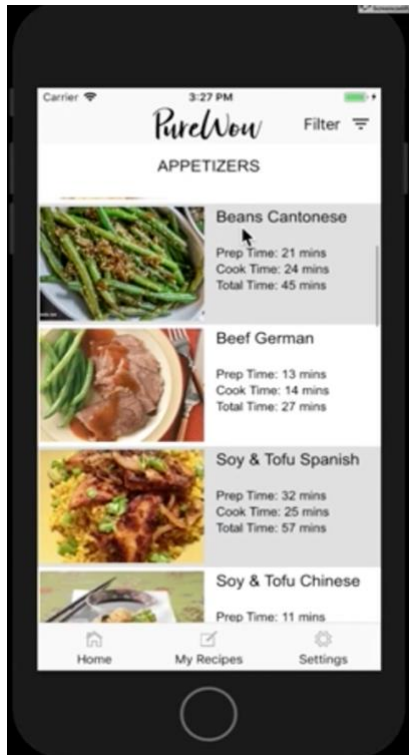 Carrier
3:27 PM
PureWow
Filter
APPETIZERS
Beans Cantonese
Prep Time: 21 mins
Cook Time: 24 mins
Total Time: 45 mins
Beef German
Prep Time: 13 mins
Cook Time: 14 mins
Total Time: 27 mins
Soy & Tofu Spanish
Prep Time: 32 mins
Cook Time: 25 mins
Total Time: 57 mins
Soy & Tofu Chinese
Prep Time: 11 mins
Home
My Recipes
Settings